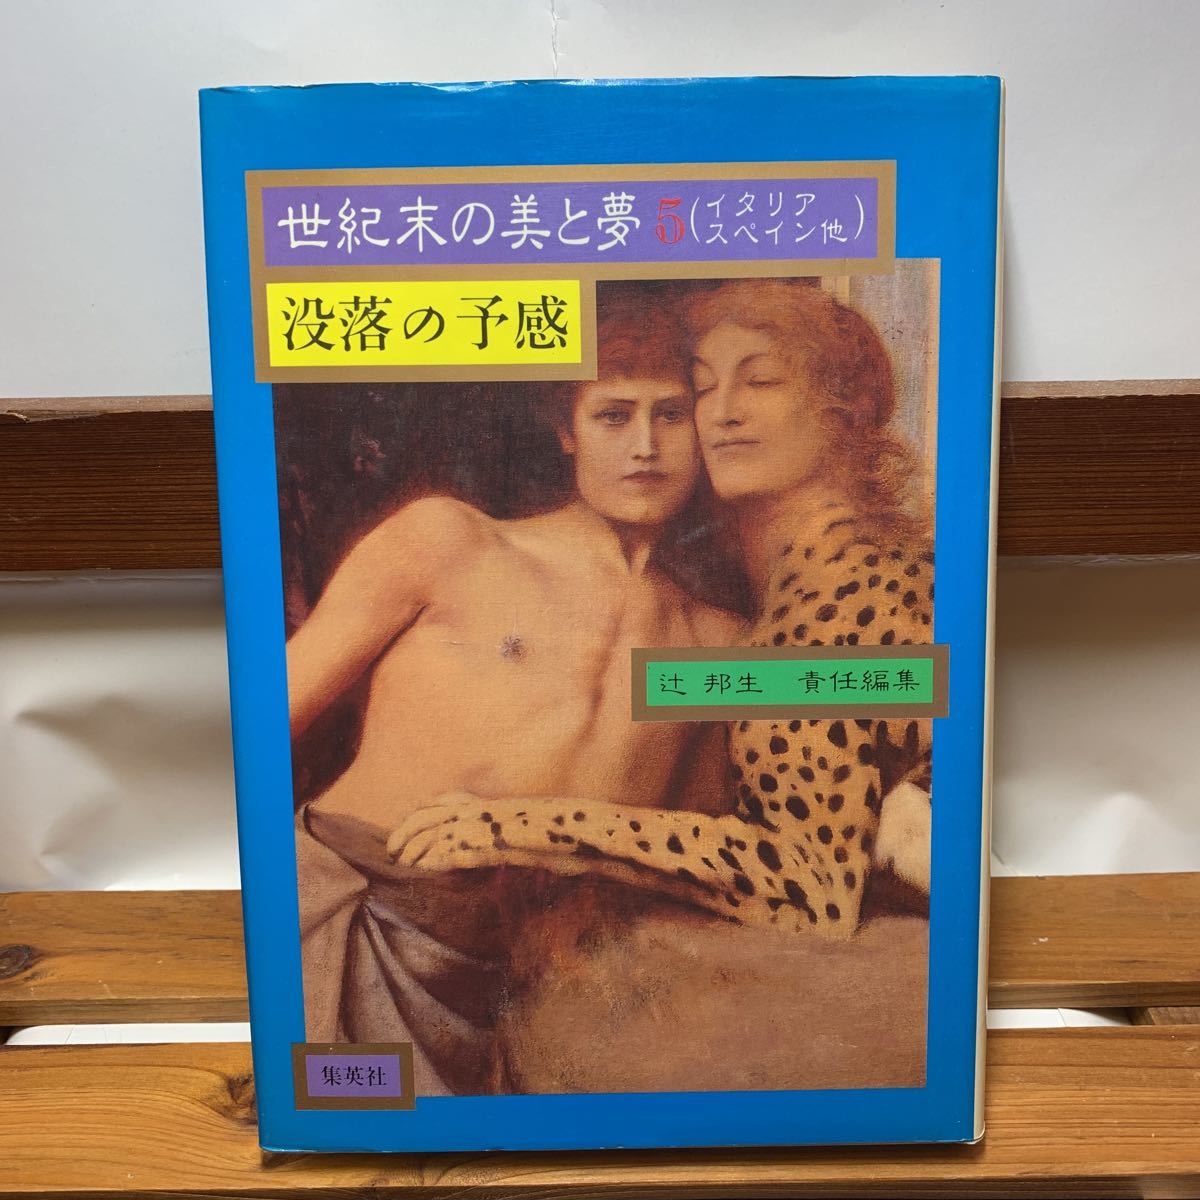 世紀末の美と夢 5 (イタリア
スペイン他)
没落の予感
辻 邦生 責任編集
集英社